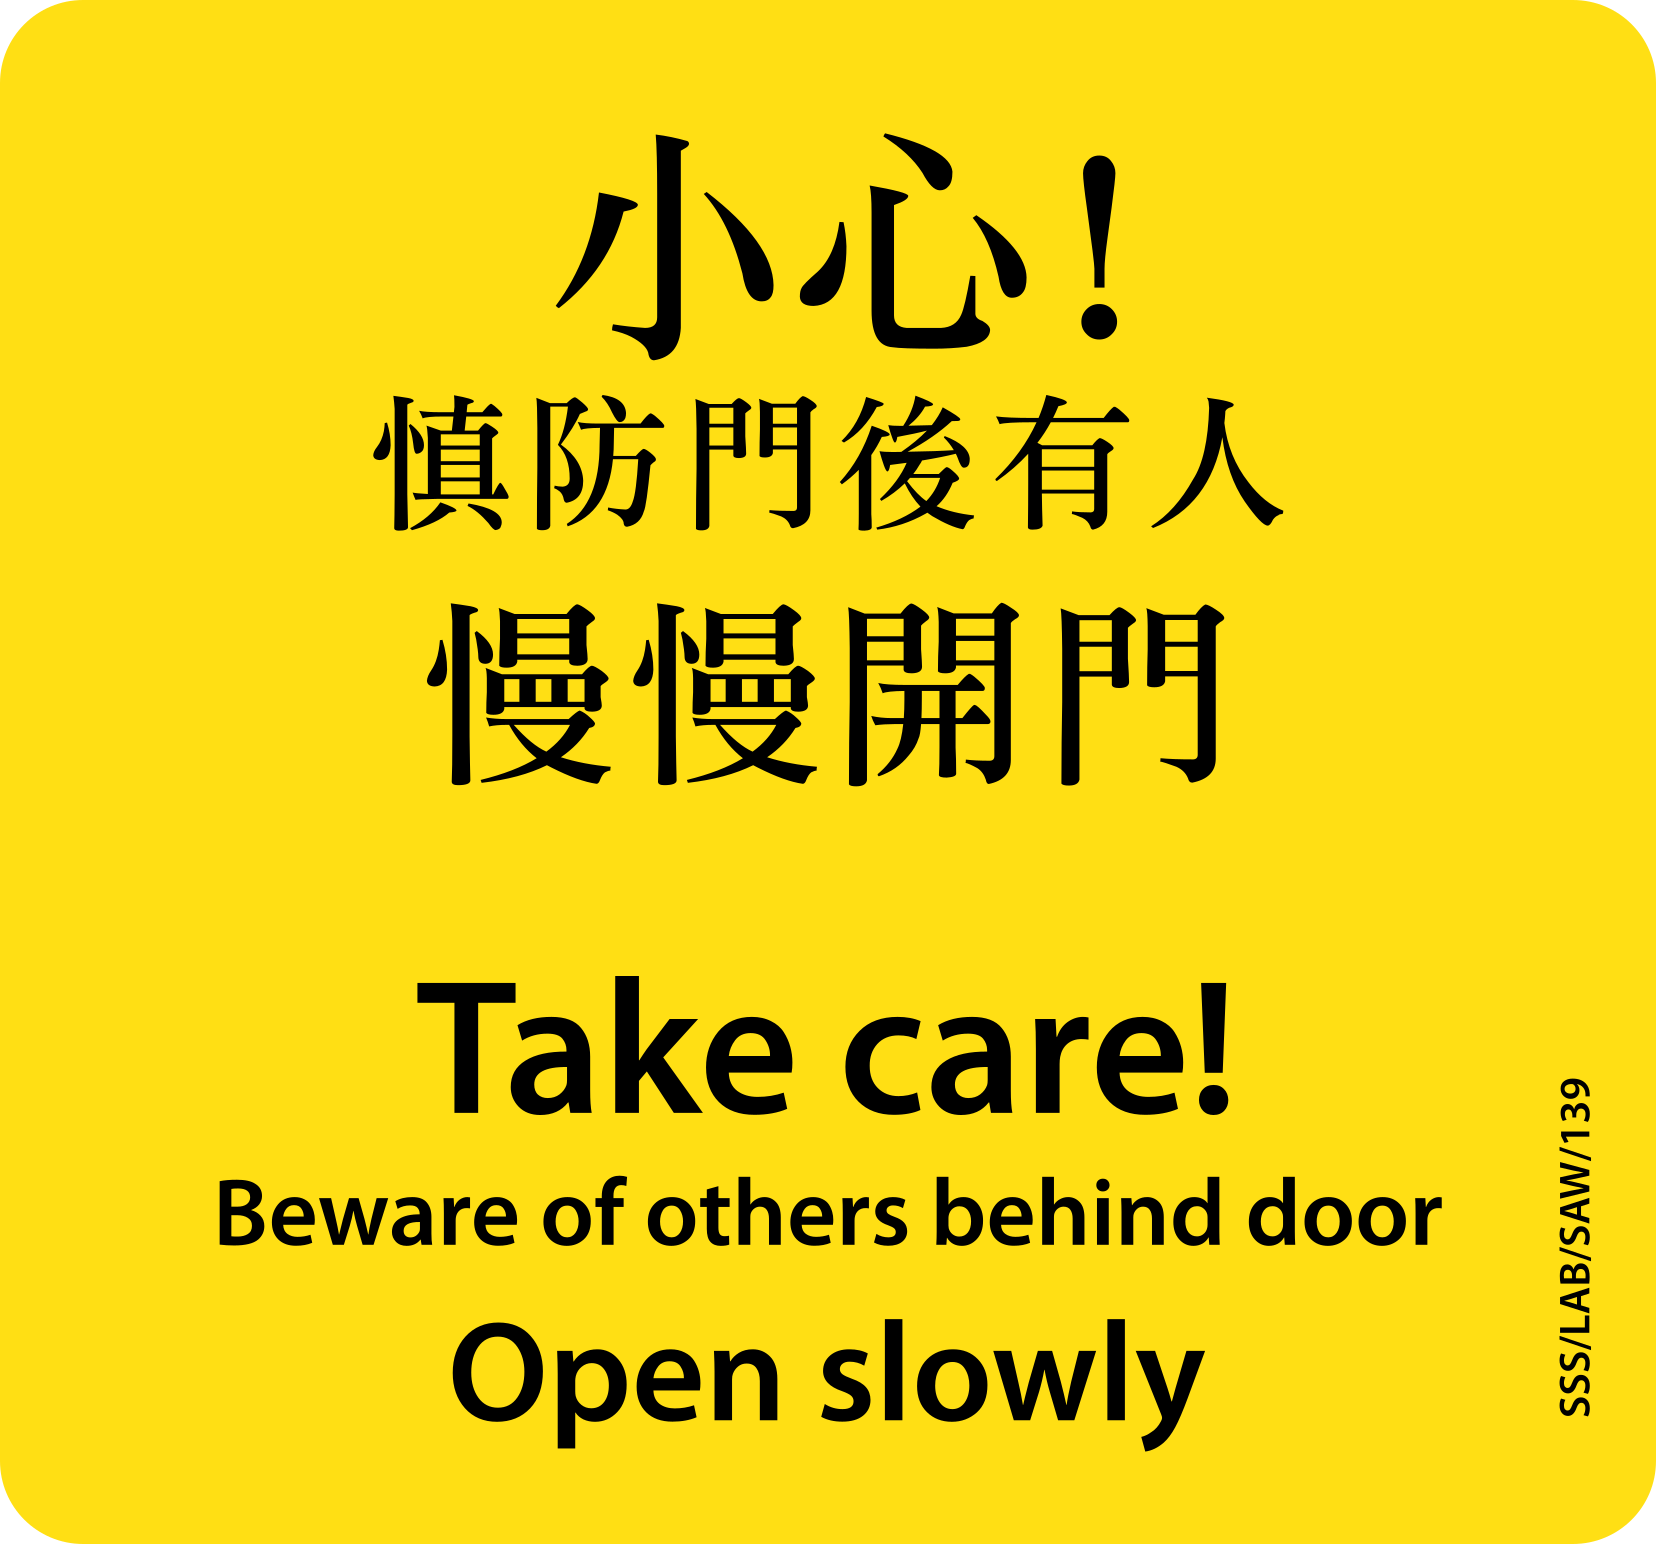 小心!
慎防門後有人
慢慢開門
Take care!
Beware of others behind door
Open slowly
SSS/LAB/SAW/139